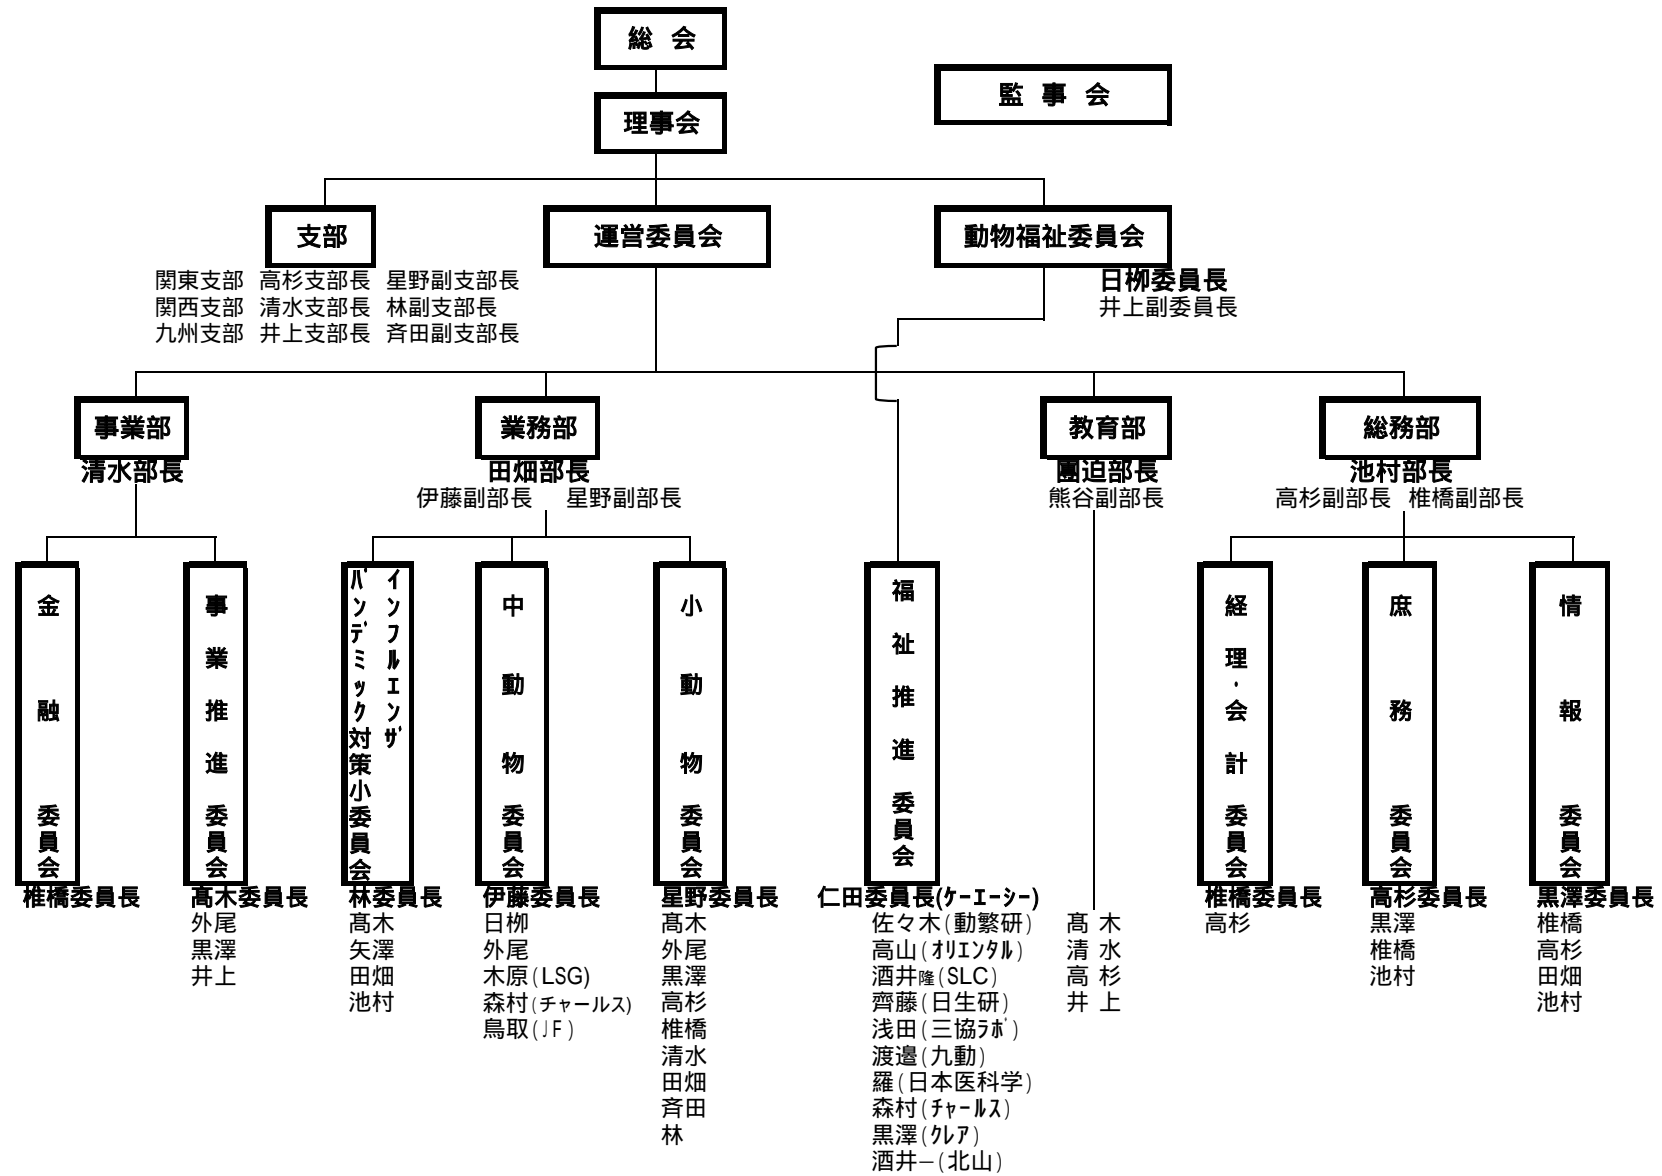 総 会
監 事 会
理事会
支部
運営委員会
動物福祉委員会
関東支部 高杉支部長 星野副支部長
関西支部 清水支部長 林副支部長
九州支部 井上支部長 斉田副支部長
日栁委員長
井上副委員長
事業部
清水部長
業務部
田畑部長
伊藤副部長 星野副部長
教育部
團迫部長
熊谷副部長
総務部
池村部長
高杉副部長 椎橋副部長
金融委員会
椎橋委員長
事業推進委員会
髙木委員長
外尾
黒澤
井上
インフルエンザ
パンデミック対策小委員会
林委員長
髙木
矢澤
田畑
池村
中動物委員会
伊藤委員長
日栁
外尾
木原(LSG)
森村(チャールス)
鳥取(JF)
小動物委員会
星野委員長
髙木
外尾
黒澤
高杉
椎橋
清水
田畑
斉田
林
福祉推進委員会
仁田委員長(ケーエーシー)
佐々木(動繁研)
高山(オリエンタル)
酒井隆(SLC)
齊藤(日生研)
浅田(三協ラボ)
渡邉(九動)
羅(日本医科学)
森村(チャールス)
黒澤(クレア)
酒井一(北山)
髙 木
清 水
高 杉
井 上
経理・会計委員会
椎橋委員長
高杉
庶務委員会
高杉委員長
黒澤
椎橋
池村
情報委員会
黒澤委員長
椎橋
高杉
田畑
池村